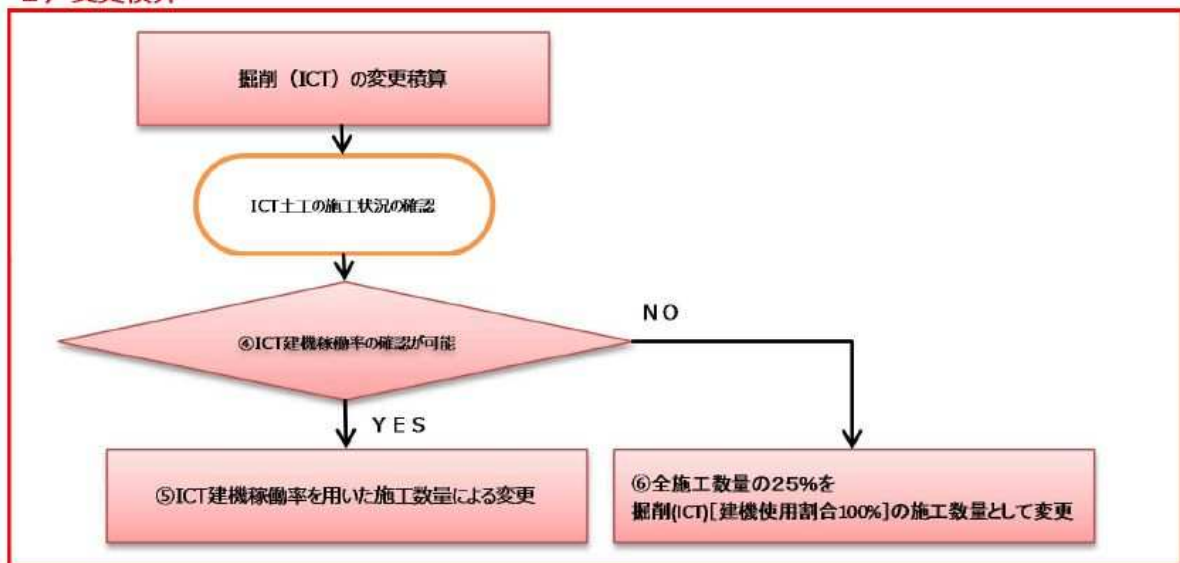 掘削（ICT）の変更積算
ICT土工の施工状況の確認
④ICT建機稼働率の確認が可能
NO
YES
⑤ICT建機稼働率を用いた施工数量による変更
⑥全施工数量の25%を
掘削(ICT)[建機使用割合100%]の施工数量として変更